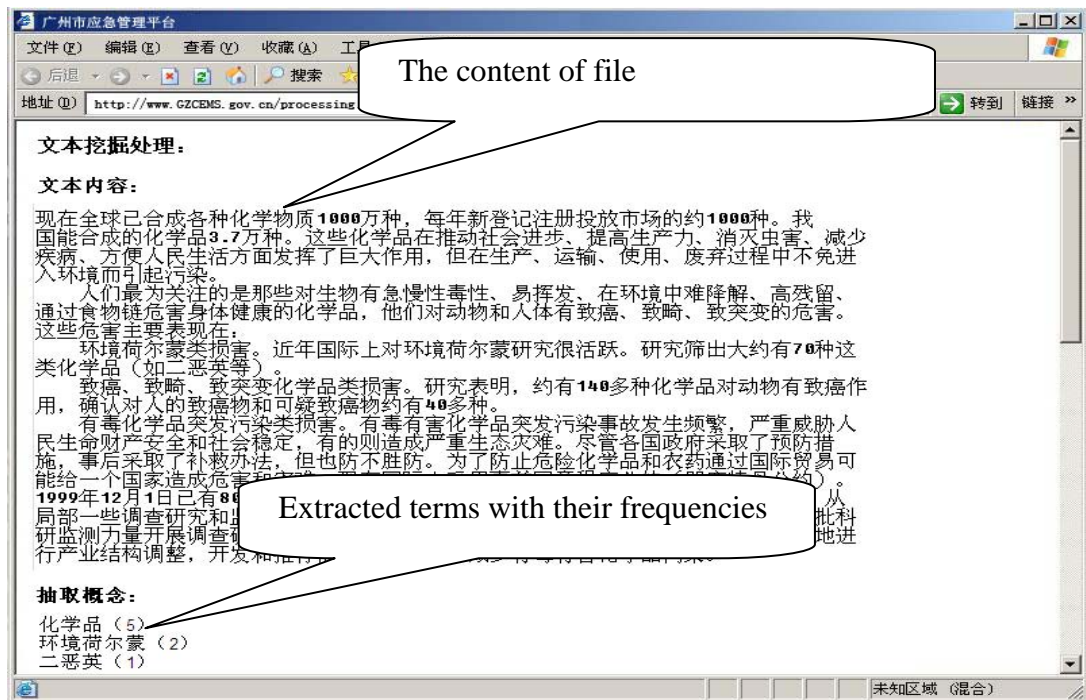 广州市应急管理平台
文件(F) 编辑(E) 查看(V) 收藏(A) 工具
后退 搜索
地址(D) http://www.GZCEMS.gov.cn/processing 转到 链接 »
The content of file
文本挖掘处理：
文本内容：
现在全球已合成各种化学物质1000万种，每年新登记注册投放市场的约1000种。我
国能合成的化学品3.7万种。这些化学品在推动社会进步、提高生产力、消灭虫害、减少
疾病、方便人民生活方面发挥了巨大作用，但在生产、运输、使用、废弃过程中不免进
入环境而引起污染。
人们最为关注的是那些对生物有急慢性毒性、易挥发、在环境中难降解、高残留、
通过食物链危害身体健康的化学品，他们对动物和人体有致癌、致畸、致突变的危害。
这些危害主要表现在：
环境荷尔蒙类损害。近年国际上对环境荷尔蒙研究很活跃。研究筛出大约有70种这
类化学品（如二恶英等）。
致癌、致畸、致突变化学品类损害。研究表明，约有140多种化学品对动物有致癌作
用，确认对人的致癌物和可疑致癌物约有40多种。
有毒化学品突发污染类损害。有毒有害化学品突发污染事故发生频繁，严重威胁人
民生命财产安全和社会稳定，有的则造成严重生态灾难。尽管各国政府采取了预防措
施，事后采取了补救办法，但也防不胜防。为了防止危险化学品和农药通过国际贸易可
能给一个国家造成危害和
1999年12月1日已有80 从
局部一些调查研究和 批科
研监测力量开展调查研 地进
行产业结构调整，开发和推行
Extracted terms with their frequencies
抽取概念：
化学品（5）
环境荷尔蒙（2）
二恶英（1）
未知区域（混合）